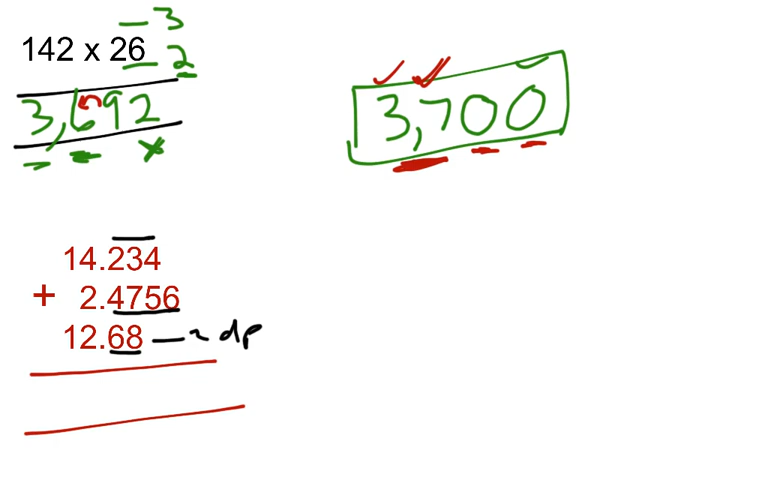 3
142 x 26 2
3,692
x
3,700
14.234
+ 2.4756
12.68 — 2 dp